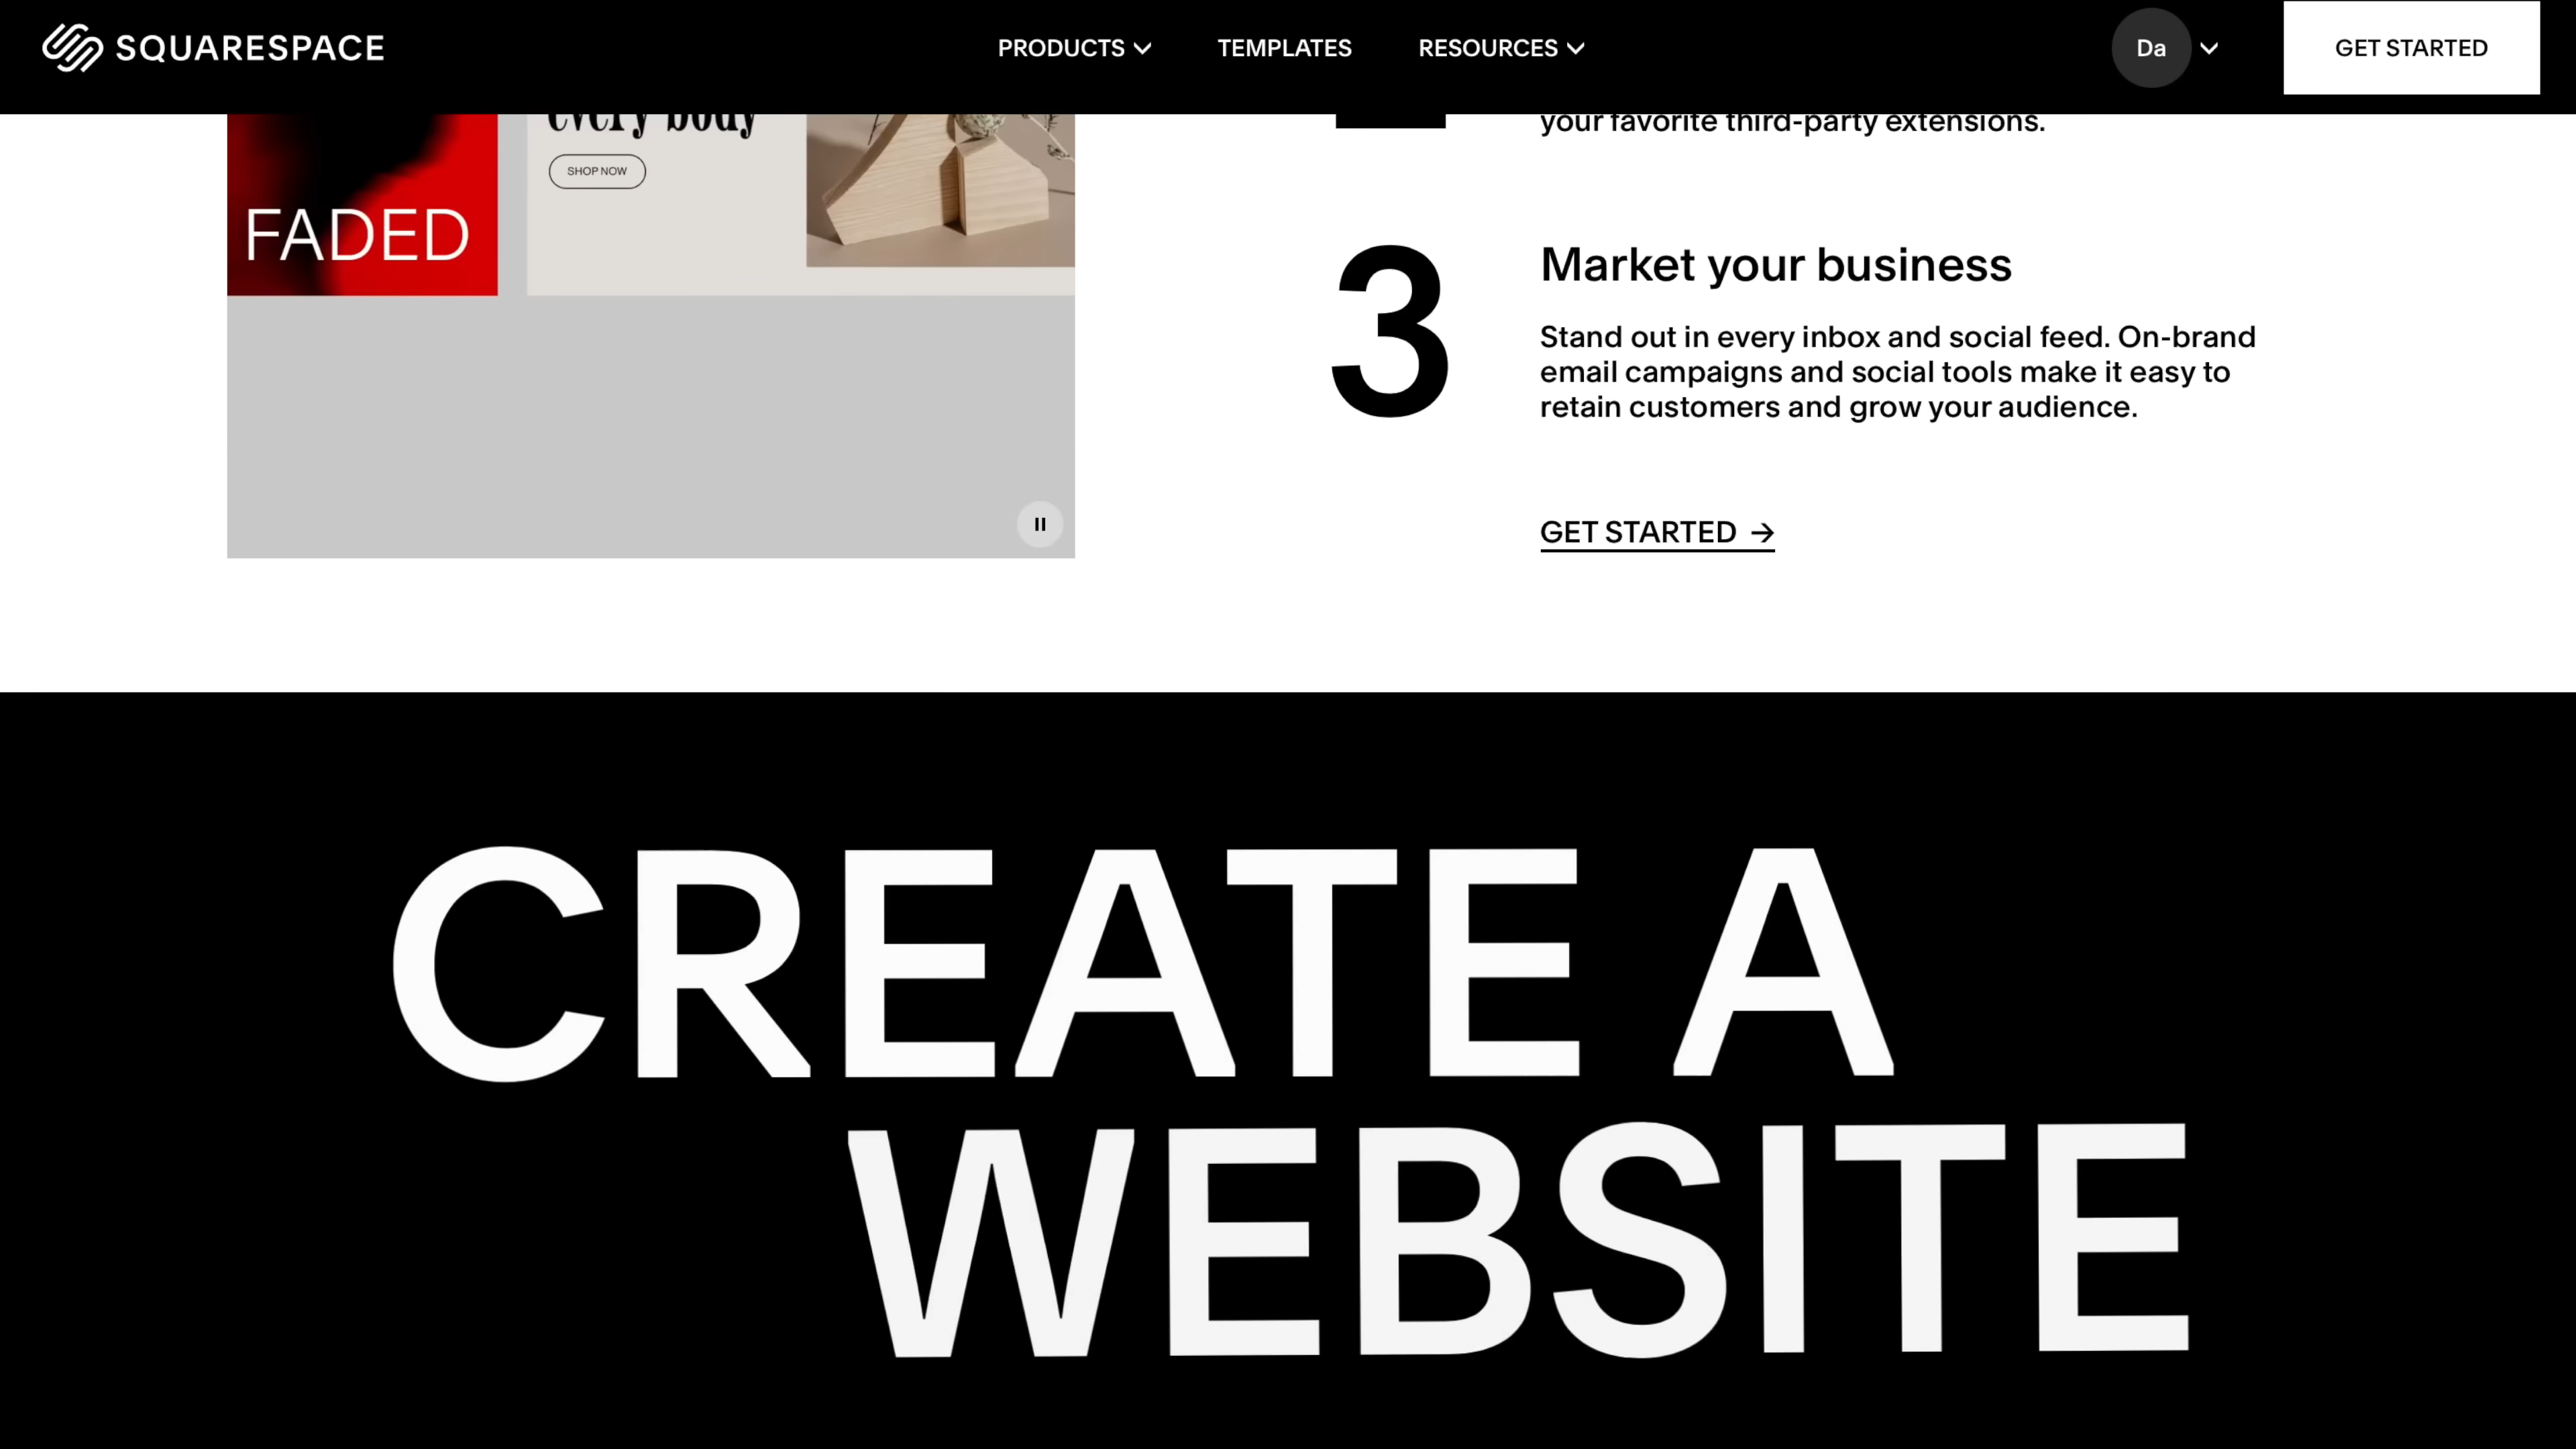 SQUARESPACE
PRODUCTS
TEMPLATES
RESOURCES
Da
GET STARTED
every body
SHOP NOW
FADED
your favorite third-party extensions.
3
Market your business
Stand out in every inbox and social feed. On-brand
email campaigns and social tools make it easy to
retain customers and grow your audience.
GET STARTED →
CREATE A
WEBSITE